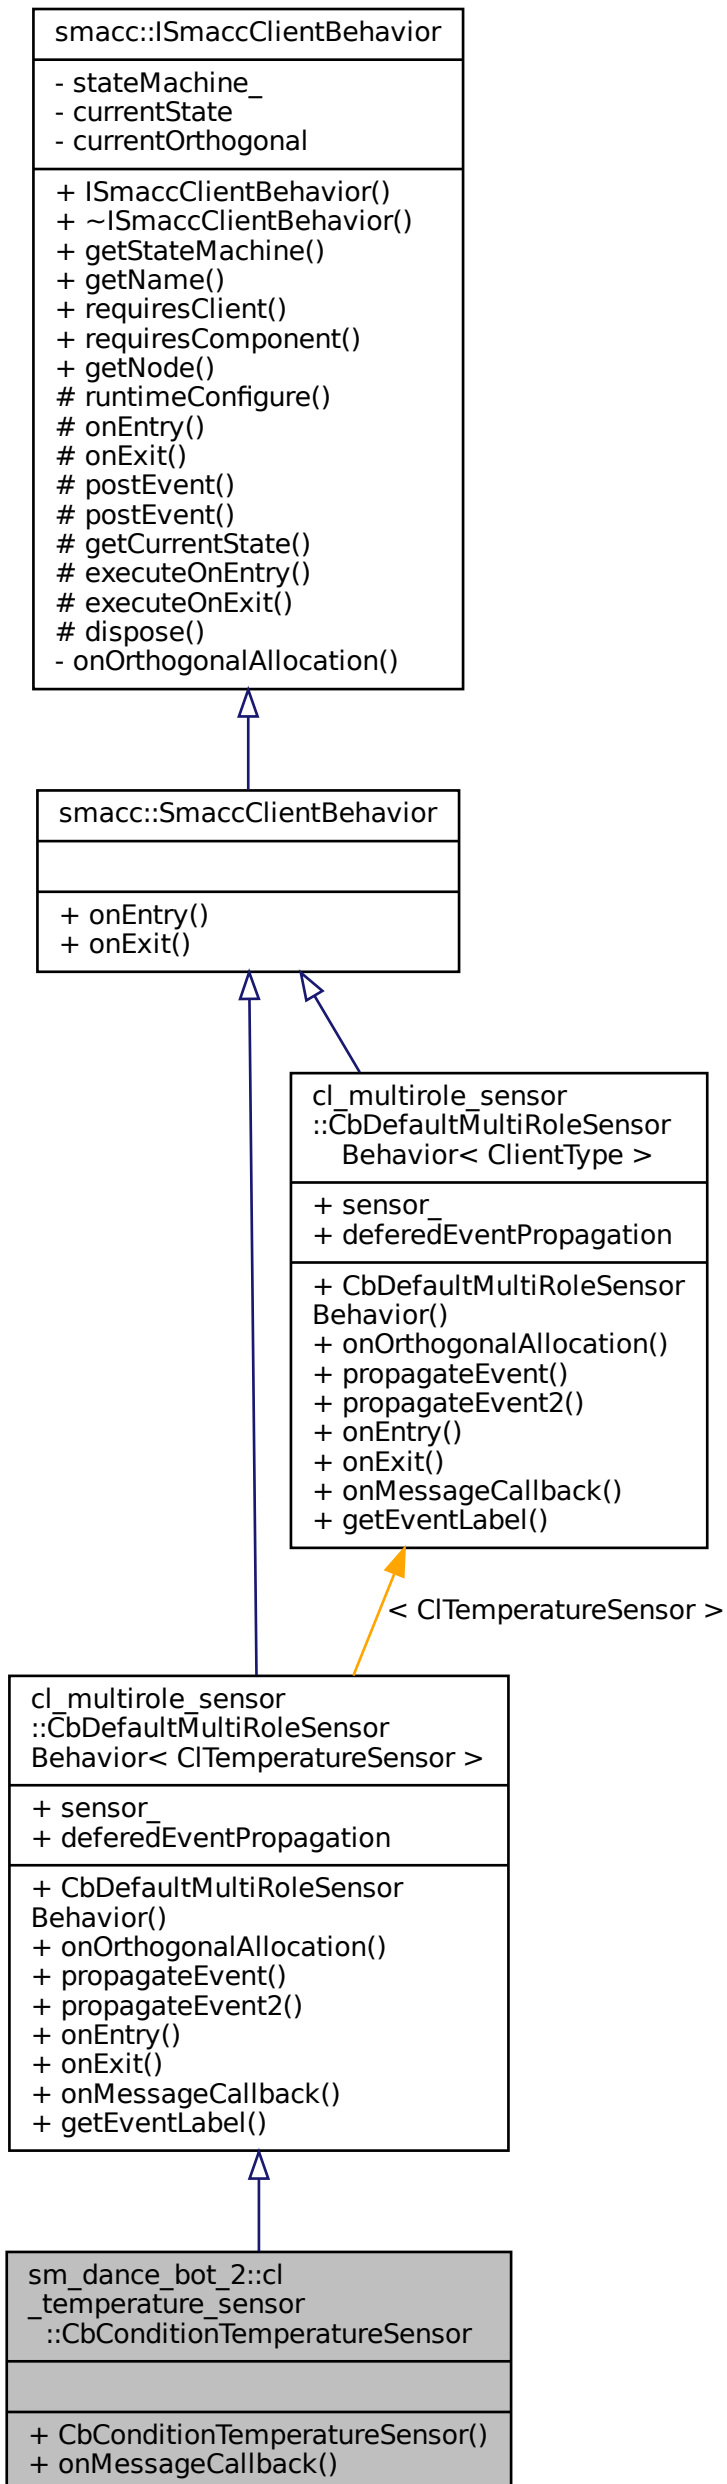 smacc::ISmaccClientBehavior
- stateMachine_
- currentState
- currentOrthogonal
+ ISmaccClientBehavior()
+ ~ISmaccClientBehavior()
+ getStateMachine()
+ getName()
+ requiresClient()
+ requiresComponent()
+ getNode()
# runtimeConfigure()
# onEntry()
# onExit()
# postEvent()
# postEvent()
# getCurrentState()
# executeOnEntry()
# executeOnExit()
# dispose()
- onOrthogonalAllocation()
smacc::SmaccClientBehavior
+ onEntry()
+ onExit()
cl_multirole_sensor
::CbDefaultMultiRoleSensor
Behavior< ClientType >
+ sensor_
+ deferedEventPropagation
+ CbDefaultMultiRoleSensor
Behavior()
+ onOrthogonalAllocation()
+ propagateEvent()
+ propagateEvent2()
+ onEntry()
+ onExit()
+ onMessageCallback()
+ getEventLabel()
< ClTemperatureSensor >
cl_multirole_sensor
::CbDefaultMultiRoleSensor
Behavior< ClTemperatureSensor >
+ sensor_
+ deferedEventPropagation
+ CbDefaultMultiRoleSensor
Behavior()
+ onOrthogonalAllocation()
+ propagateEvent()
+ propagateEvent2()
+ onEntry()
+ onExit()
+ onMessageCallback()
+ getEventLabel()
sm_dance_bot_2::cl
_temperature_sensor
::CbConditionTemperatureSensor
+ CbConditionTemperatureSensor()
+ onMessageCallback()